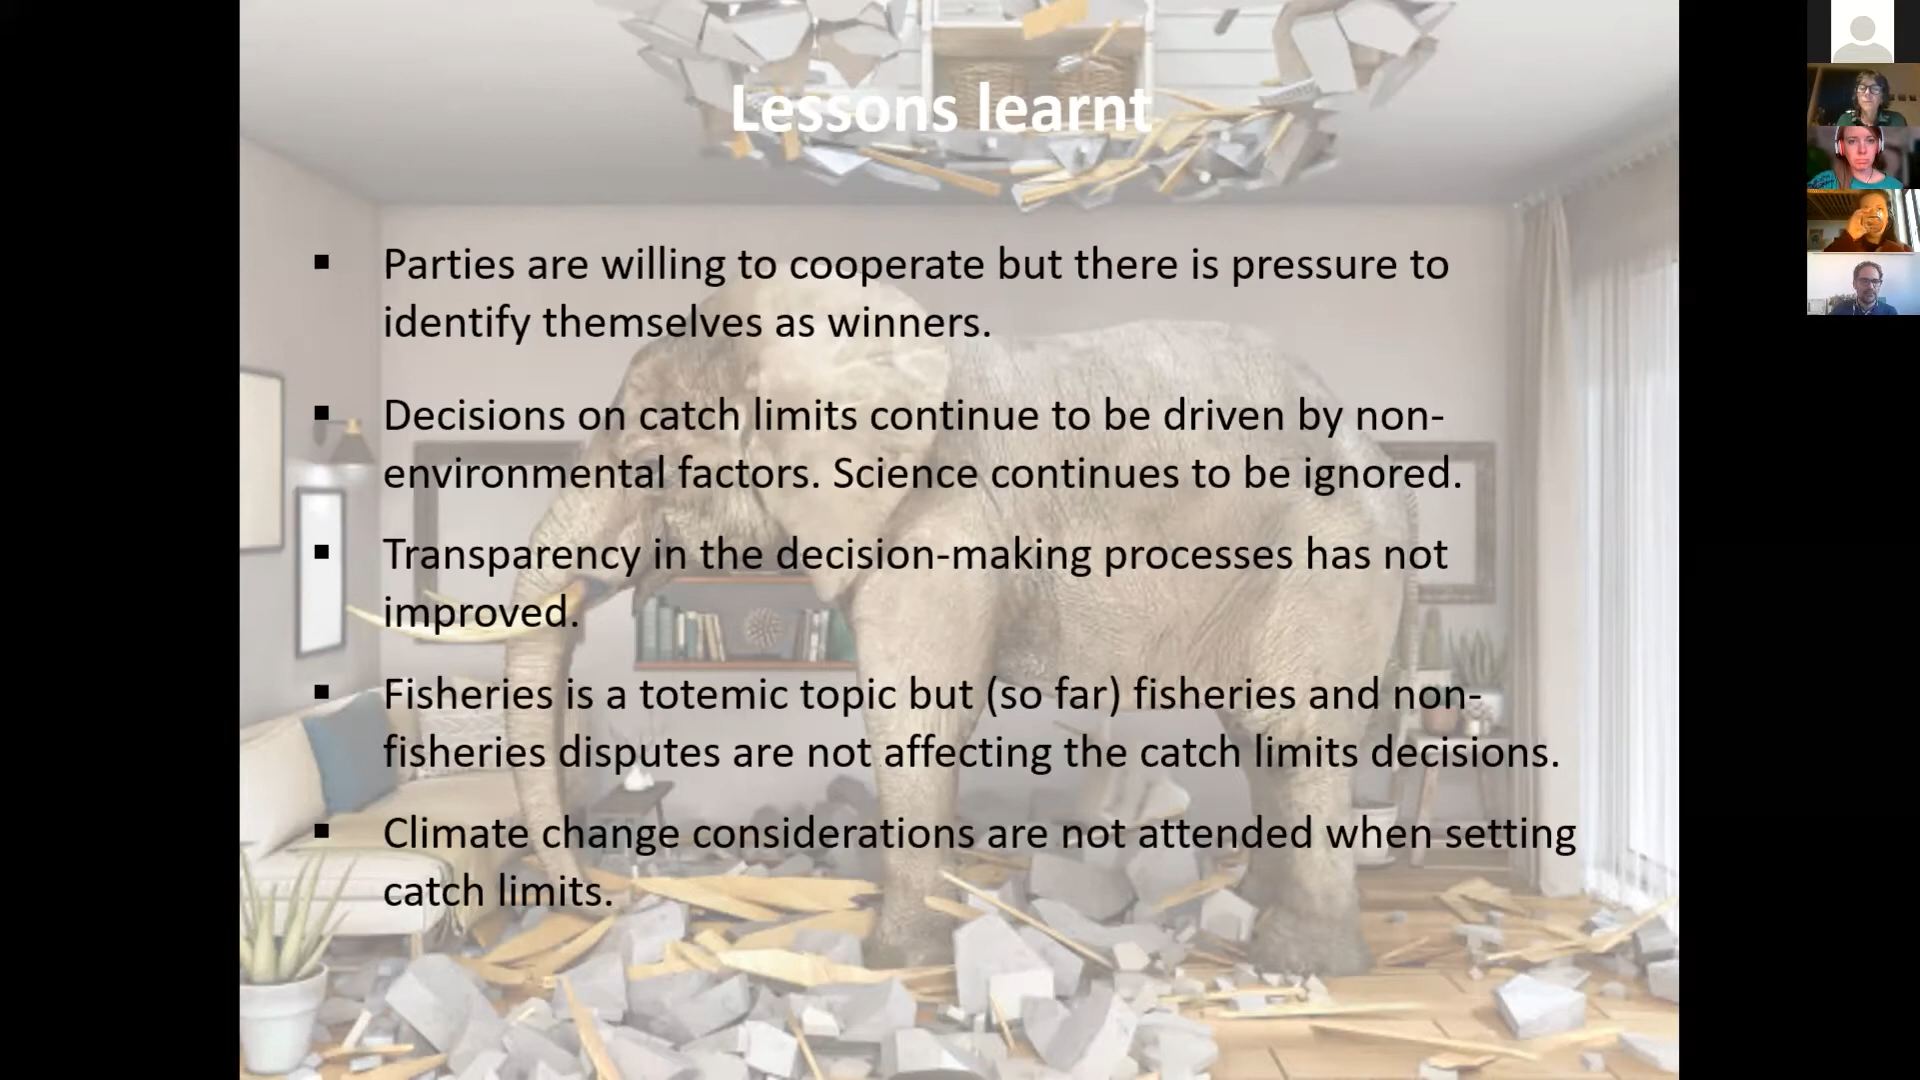 Lessons learnt
▪ Parties are willing to cooperate but there is pressure to
identify themselves as winners.
▪ Decisions on catch limits continue to be driven by non-
environmental factors. Science continues to be ignored.
▪ Transparency in the decision-making processes has not
improved.
▪ Fisheries is a totemic topic but (so far) fisheries and non-
fisheries disputes are not affecting the catch limits decisions.
▪ Climate change considerations are not attended when setting
catch limits.